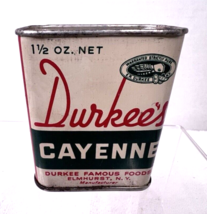 1½ OZ. NET
Durkee's
CAYENNE
DURKEE FAMOUS FOODS
ELMHURST, N. Y.
Manufacturer